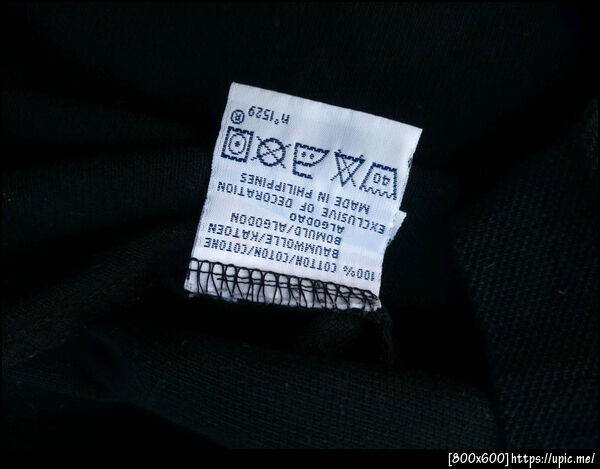 100% COTTON/COTON/COTONE
BAUMWOLLE/KATOEN
BOMULD/ALGODON
ALGODAO
EXCLUSIVE OF DECORATION
MADE IN PHILIPPINES
40
n°1529 ®
[800x600]https://upic.me/